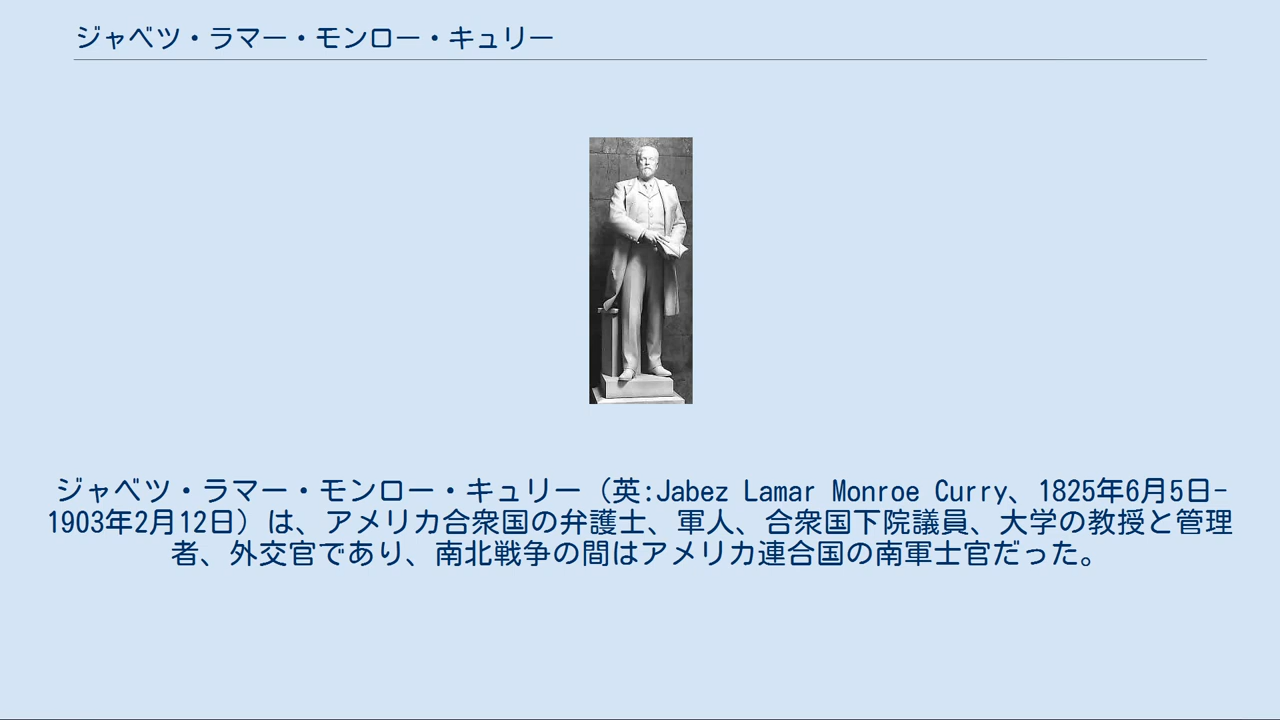 ジャベツ・ラマー・モンロー・キュリー
ジャベツ・ラマー・モンロー・キュリー（英:Jabez Lamar Monroe Curry、1825年6月5日-
1903年2月12日）は、アメリカ合衆国の弁護士、軍人、合衆国下院議員、大学の教授と管理
者、外交官であり、南北戦争の間はアメリカ連合国の南軍士官だった。